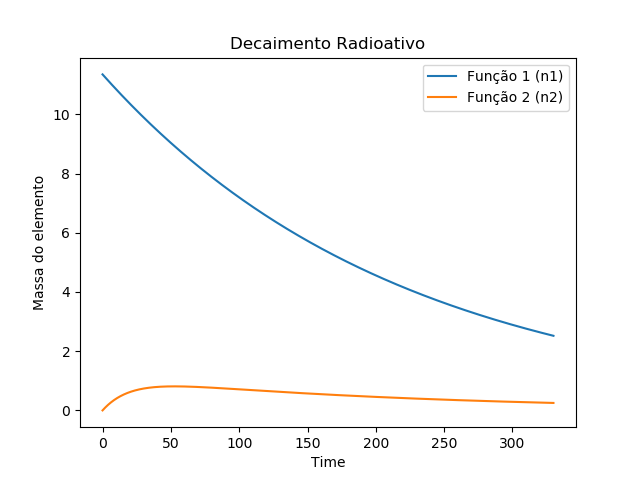 Decaimento Radioativo
Função 1 (n1)
Função 2 (n2)
Massa do elemento
10
8
6
4
2
0
0 50 100 150 200 250 300
Time